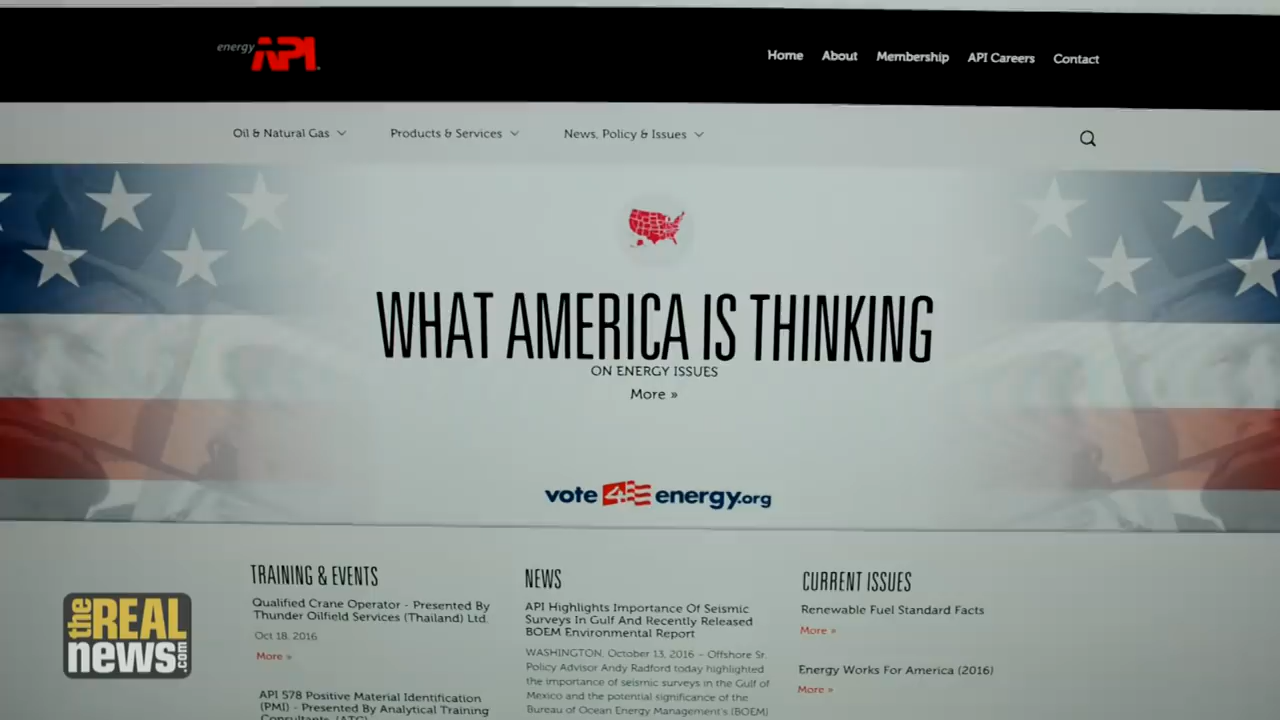 energy API
Home About Membership API Careers Contact
Oil & Natural Gas Products & Services News, Policy & Issues
WHAT AMERICA IS THINKING
ON ENERGY ISSUES
More »
vote 4 energy.org
TRAINING & EVENTS
Qualified Crane Operator - Presented By
Thunder Oilfield Services (Thailand) Ltd.
Oct 18, 2016
More »
API 578 Positive Material Identification
(PMI) - Presented By Analytical Training
Consultants (ATC)
NEWS
API Highlights Importance Of Seismic
Surveys In Gulf And Recently Released
BOEM Environmental Report
WASHINGTON, October 13, 2016 – Offshore Sr.
Policy Advisor Andy Radford today highlighted
the importance of seismic surveys in the Gulf of
Mexico and the potential significance of the
Bureau of Ocean Energy Management's (BOEM)
CURRENT ISSUES
Renewable Fuel Standard Facts
More »
Energy Works For America (2016)
More »
the REAL
news.com